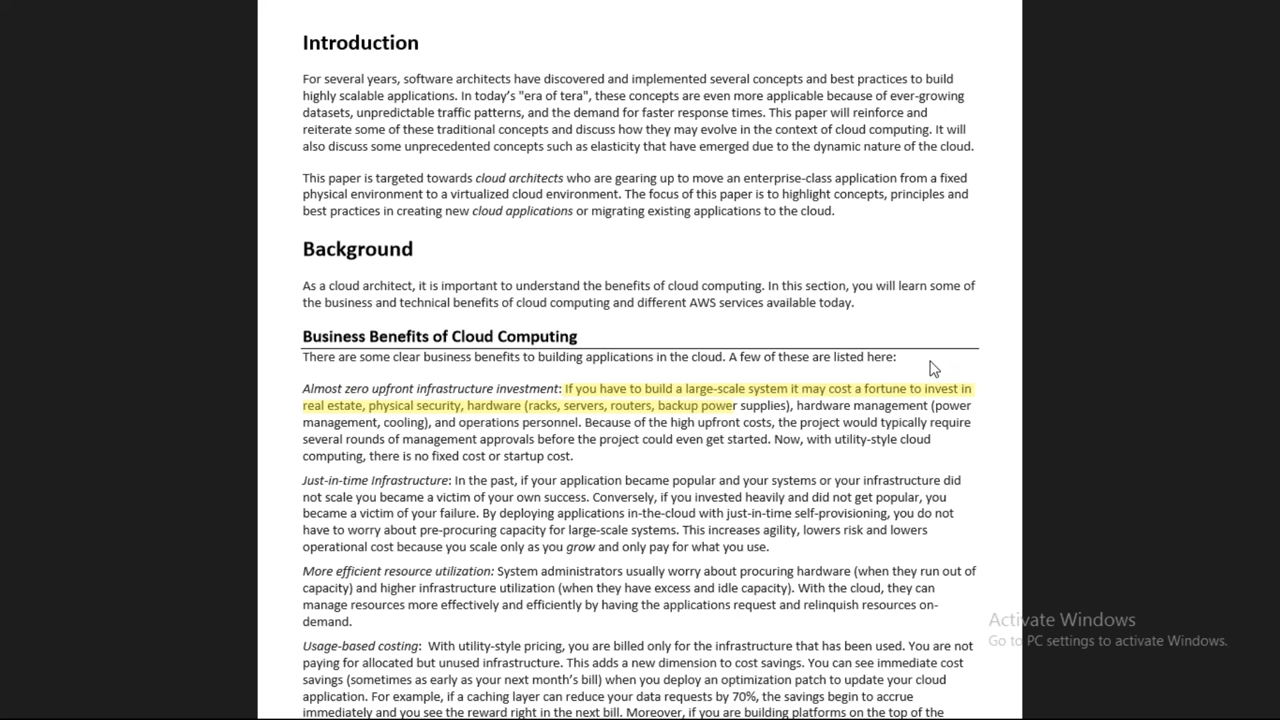 Introduction
For several years, software architects have discovered and implemented several concepts and best practices to build
highly scalable applications. In today's "era of tera", these concepts are even more applicable because of ever-growing
datasets, unpredictable traffic patterns, and the demand for faster response times. This paper will reinforce and
reiterate some of these traditional concepts and discuss how they may evolve in the context of cloud computing. It will
also discuss some unprecedented concepts such as elasticity that have emerged due to the dynamic nature of the cloud.
This paper is targeted towards cloud architects who are gearing up to move an enterprise-class application from a fixed
physical environment to a virtualized cloud environment. The focus of this paper is to highlight concepts, principles and
best practices in creating new cloud applications or migrating existing applications to the cloud.
Background
As a cloud architect, it is important to understand the benefits of cloud computing. In this section, you will learn some of
the business and technical benefits of cloud computing and different AWS services available today.
Business Benefits of Cloud Computing
There are some clear business benefits to building applications in the cloud. A few of these are listed here:
Almost zero upfront infrastructure investment: If you have to build a large-scale system it may cost a fortune to invest in
real estate, physical security, hardware (racks, servers, routers, backup power supplies), hardware management (power
management, cooling), and operations personnel. Because of the high upfront costs, the project would typically require
several rounds of management approvals before the project could even get started. Now, with utility-style cloud
computing, there is no fixed cost or startup cost.
Just-in-time Infrastructure: In the past, if your application became popular and your systems or your infrastructure did
not scale you became a victim of your own success. Conversely, if you invested heavily and did not get popular, you
became a victim of your failure. By deploying applications in-the-cloud with just-in-time self-provisioning, you do not
have to worry about pre-procuring capacity for large-scale systems. This increases agility, lowers risk and lowers
operational cost because you scale only as you grow and only pay for what you use.
More efficient resource utilization: System administrators usually worry about procuring hardware (when they run out of
capacity) and higher infrastructure utilization (when they have excess and idle capacity). With the cloud, they can
manage resources more effectively and efficiently by having the applications request and relinquish resources on-
demand.
Usage-based costing: With utility-style pricing, you are billed only for the infrastructure that has been used. You are not
paying for allocated but unused infrastructure. This adds a new dimension to cost savings. You can see immediate cost
savings (sometimes as early as your next month's bill) when you deploy an optimization patch to update your cloud
application. For example, if a caching layer can reduce your data requests by 70%, the savings begin to accrue
immediately and you see the reward right in the next bill. Moreover, if you are building platforms on the top of the
Activate Windows
Go to PC settings to activate Windows.